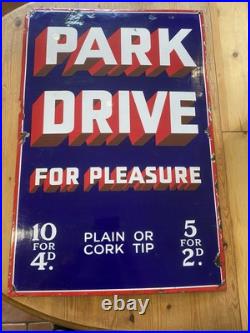 PARK
DRIVE
FOR PLEASURE
10 FOR 4D.
PLAIN OR CORK TIP
5 FOR 2D.